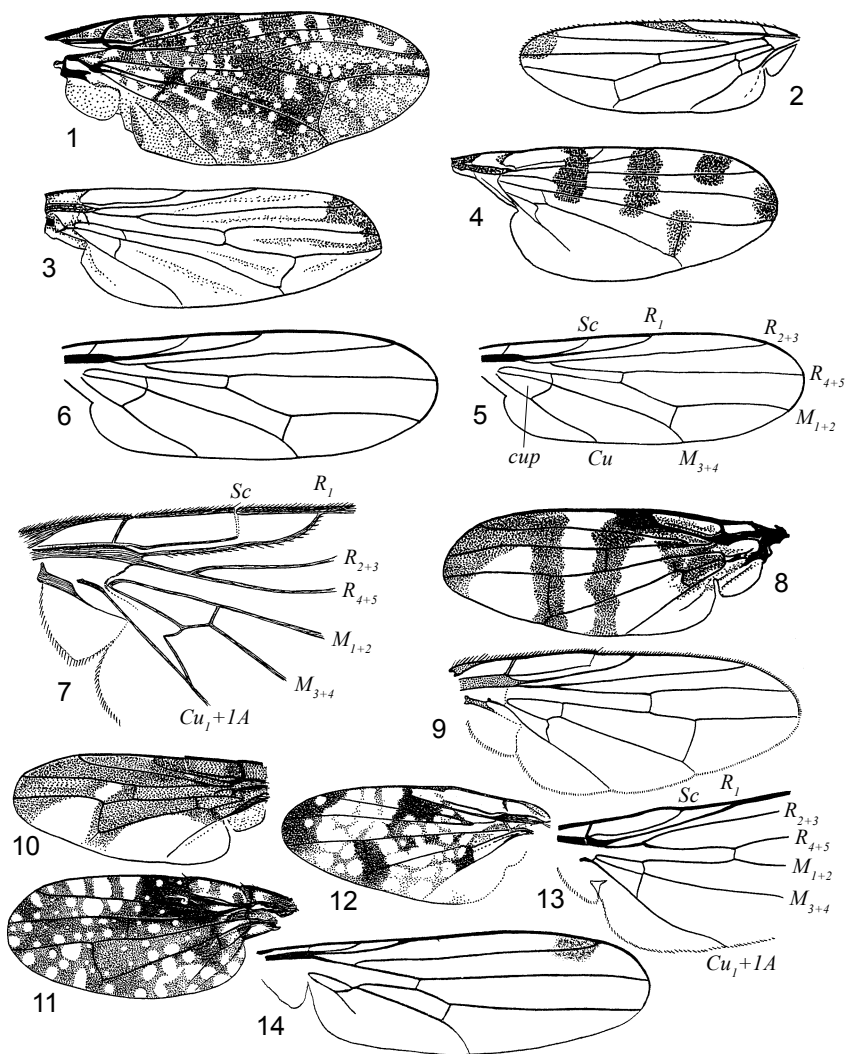 1
2
3
4
Sc R₁ R₂₊₃
R₄₊₅
6 5 M₁₊₂
cup Cu M₃₊₄
Sc R₁
R₂₊₃
R₄₊₅
M₁₊₂
7 M₃₊₄
Cu₁+1A
8
9
10
12
11
13
Sc R₁
R₂₊₃
R₄₊₅
M₁₊₂
M₃₊₄
Cu₁+1A
14